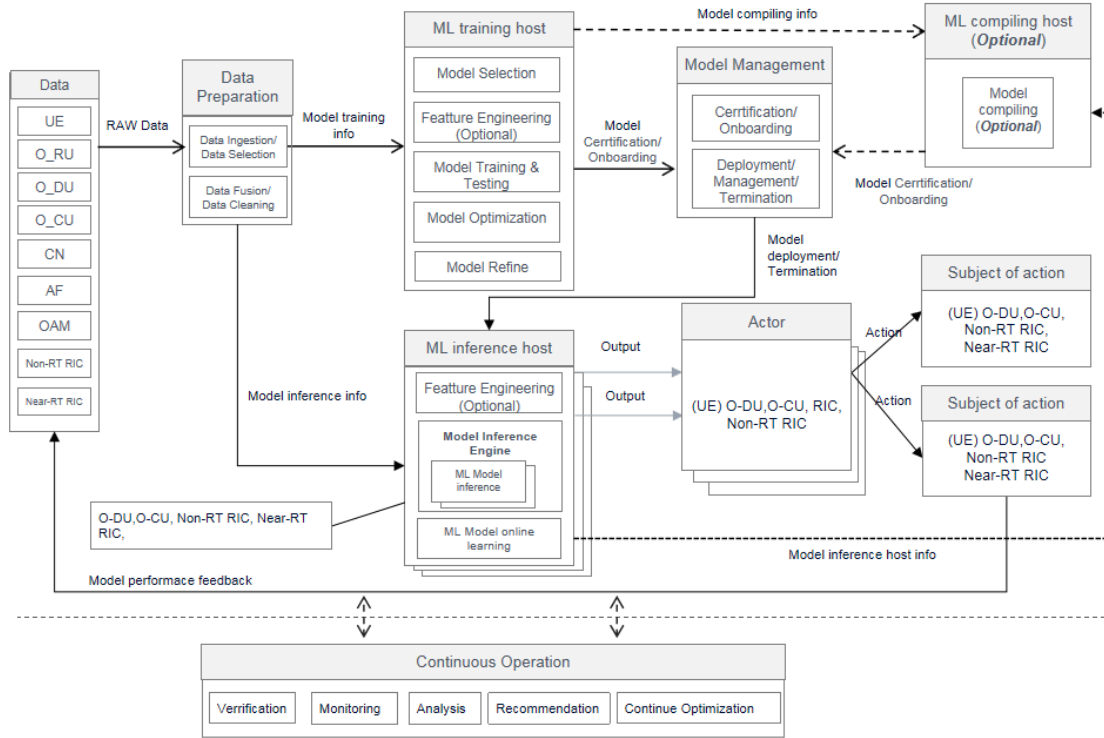 Data
UE
O_RU
O_DU
O_CU
CN
AF
OAM
Non-RT RIC
Near-RT RIC
RAW Data
Data
Preparation
Data Ingestion/
Data Selection
Data Fusion/
Data Cleaning
Model training
info
ML training host
Model Selection
Featture Engineering
(Optional)
Model Training &
Testing
Model Optimization
Model Refine
Model compiling info
Model
Cerrtification/
Onboarding
Model Management
Cerrtification/
Onboarding
Deployment/
Management/
Termination
ML compiling host
(Optional)
Model
compiling
(Optional)
Model Cerrtification/
Onboarding
Model
deployment/
Termination
Model inference info
ML inference host
Featture Engineering
(Optional)
Model Inference
Engine
ML Model
inference
ML Model online
learning
O-DU,O-CU, Non-RT RIC, Near-RT
RIC,
Output
Output
Actor
(UE) O-DU,O-CU, RIC,
Non-RT RIC
Action
Action
Subject of action
(UE) O-DU,O-CU,
Non-RT RIC,
Near-RT RIC
Subject of action
(UE) O-DU,O-CU,
Non-RT RIC
Near-RT RIC
Model inference host info
Model performace feedback
Continuous Operation
Verrification
Monitoring
Analysis
Recommendation
Continue Optimization